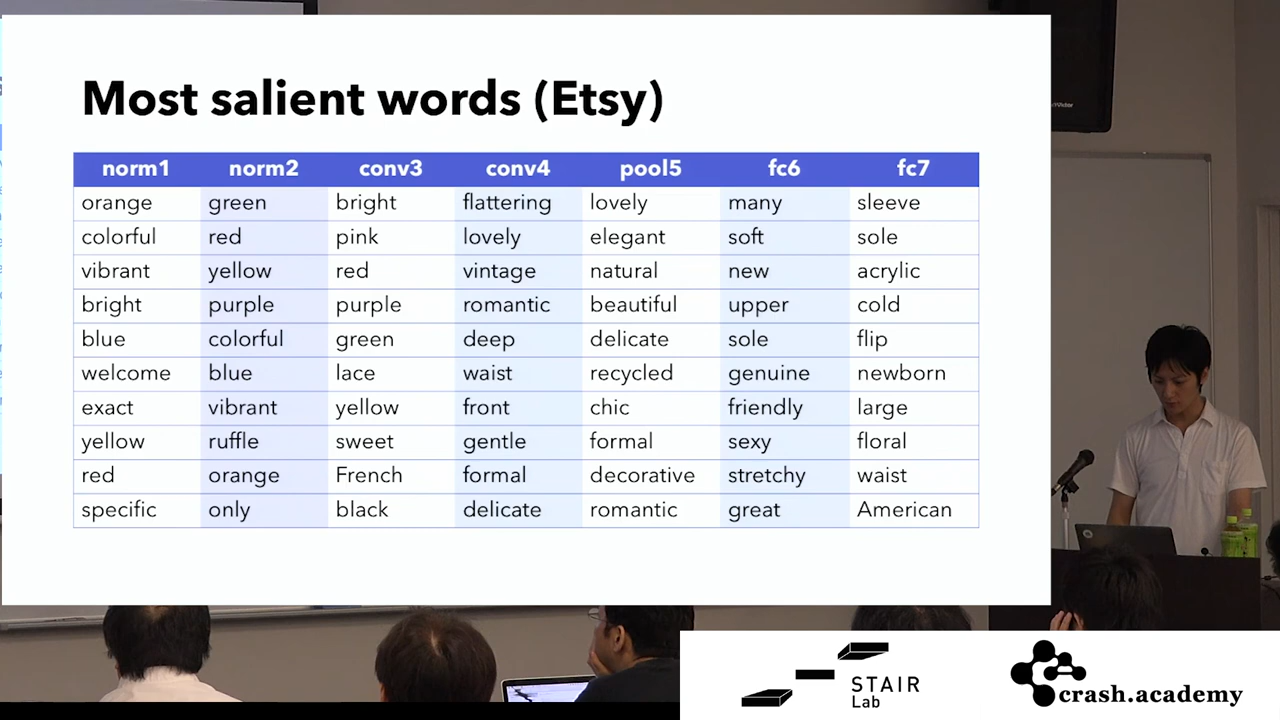 Most salient words (Etsy)
norm1 norm2 conv3 conv4 pool5 fc6 fc7
orange green bright flattering lovely many sleeve
colorful red pink lovely elegant soft sole
vibrant yellow red vintage natural new acrylic
bright purple purple romantic beautiful upper cold
blue colorful green deep delicate sole flip
welcome blue lace waist recycled genuine newborn
exact vibrant yellow front chic friendly large
yellow ruffle sweet gentle formal sexy floral
red orange French formal decorative stretchy waist
specific only black delicate romantic great American
STAIR
Lab
crash.academy